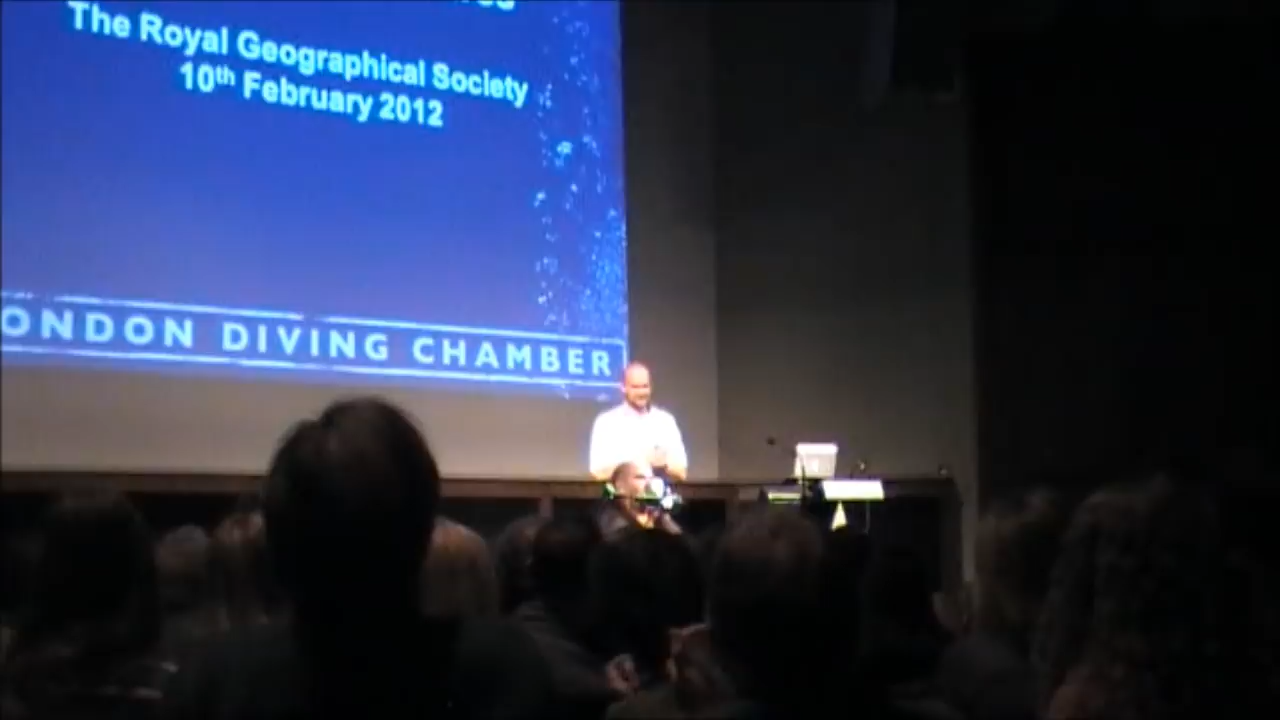 The Royal Geographical Society
10th February 2012
ONDON DIVING CHAMBER